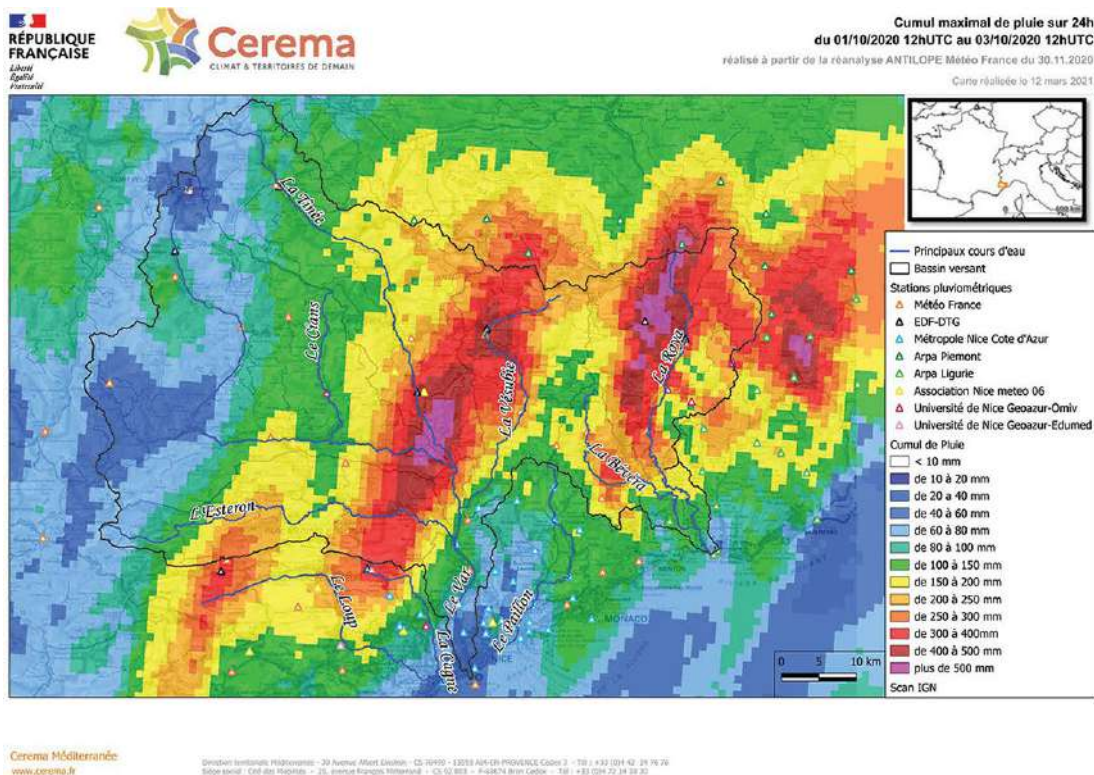 RÉPUBLIQUE
FRANÇAISE
Liberté
Égalité
Fraternité
Cerema
CLIMAT & TERRITOIRES DE DEMAIN
Cumul maximal de pluie sur 24h
du 01/10/2020 12hUTC au 03/10/2020 12hUTC
réalisé à partir de la réanalyse ANTILOPE Météo France du 30.11.2020
Carte réalisée le 12 mars 2021
La Tinée
Le Cians
La Vésubie
La Roya
La Bévéra
L'Esteron
Le Var
Le Loup
La Cagne
Le Paillon
MONACO
NICE
0 5 10 km
Principaux cours d'eau
Bassin versant
Stations pluviométriques
Météo France
EDF-DTG
Métropole Nice Cote d'Azur
Arpa Piemont
Arpa Ligurie
Association Nice meteo 06
Université de Nice Geoazur-Omiv
Université de Nice Geoazur-Edumed
Cumul de Pluie
< 10 mm
de 10 à 20 mm
de 20 a 40 mm
de 40 à 60 mm
de 60 à 80 mm
de 80 à 100 mm
de 100 à 150 mm
de 150 à 200 mm
de 200 à 250 mm
de 250 à 300 mm
de 300 à 400mm
de 400 à 500 mm
plus de 500 mm
Scan IGN
Cerema Méditerranée
www.cerema.fr